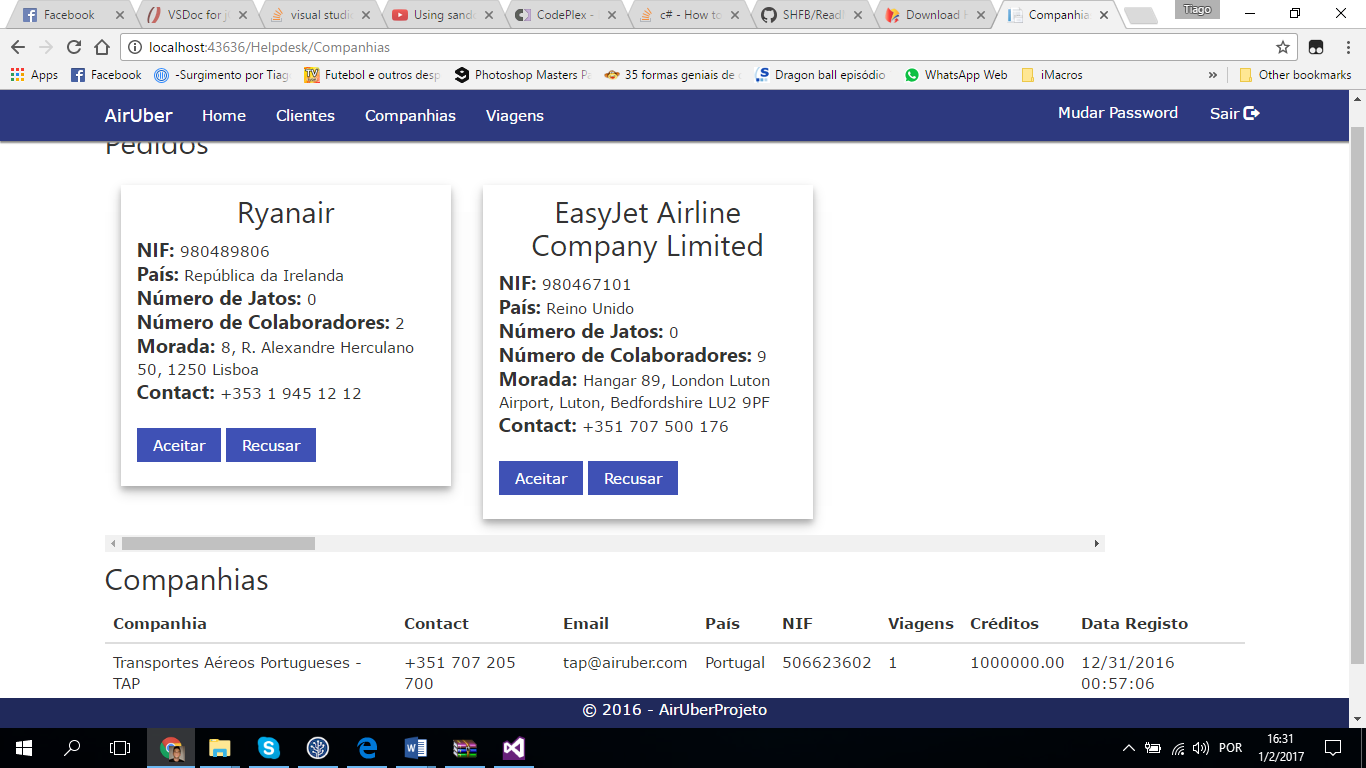 Facebook
VSDoc for j
visual studi
Using sand
CodePlex -
c# - How to
SHFB/Read
Download
Companhia
Tiago
localhost:43636/Helpdesk/Companhias
Apps
Facebook
-Surgimento por Tiag
Futebol e outros desp
Photoshop Masters Pa
35 formas geniais de
Dragon ball episódio
WhatsApp Web
iMacros
»
Other bookmarks
AirUber
Home
Clientes
Companhias
Viagens
Mudar Password
Sair
Pedidos
Ryanair
NIF: 980489806
País: República da Irelanda
Número de Jatos: 0
Número de Colaboradores: 2
Morada: 8, R. Alexandre Herculano
50, 1250 Lisboa
Contact: +353 1 945 12 12
Aceitar
Recusar
EasyJet Airline
Company Limited
NIF: 980467101
País: Reino Unido
Número de Jatos: 0
Número de Colaboradores: 9
Morada: Hangar 89, London Luton
Airport, Luton, Bedfordshire LU2 9PF
Contact: +351 707 500 176
Aceitar
Recusar
Companhias
Companhia Contact Email País NIF Viagens Créditos Data Registo
Transportes Aéreos Portugueses - +351 707 205 tap@airuber.com Portugal 506623602 1 1000000.00 12/31/2016
TAP 700 00:57:06
© 2016 - AirUberProjeto
POR
16:31
1/2/2017